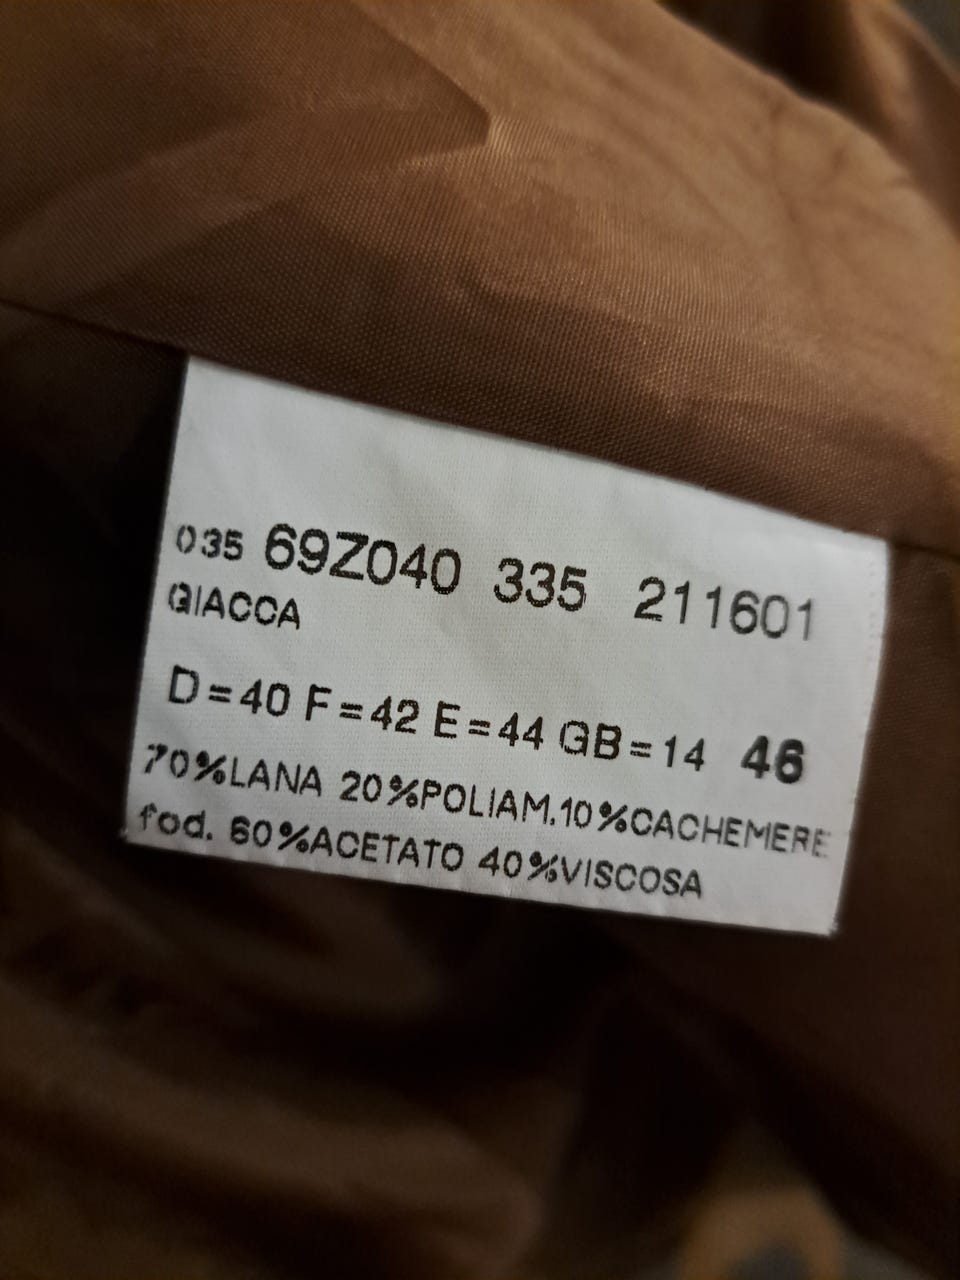 035 69Z040 335 211601
GIACCA
D=40 F=42 E=44 GB=14 46
70%LANA 20%POLIAM.10%CACHEMERE
fod. 60%ACETATO 40%VISCOSA